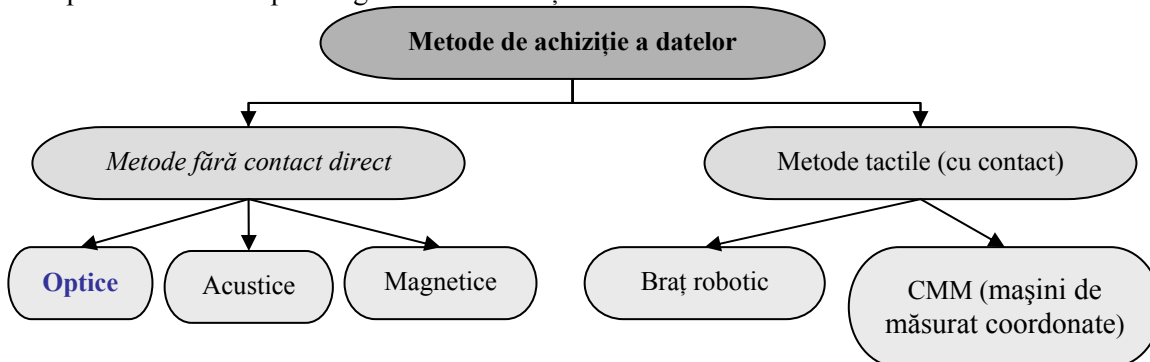 Metode de achiziție a datelor
Metode fără contact direct
Metode tactile (cu contact)
Optice
Acustice
Magnetice
Braț robotic
CMM (maşini de
măsurat coordonate)